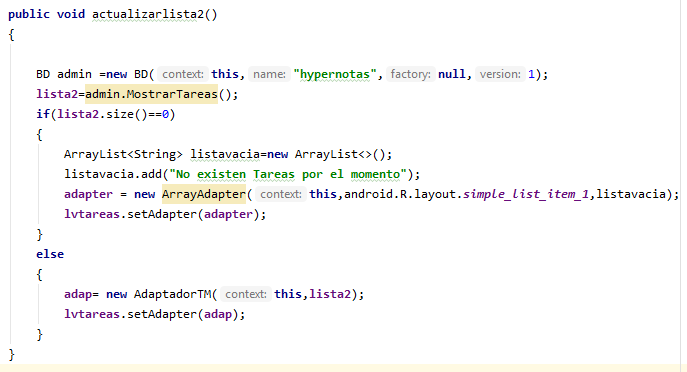 public void actualizarlista2()
{
BD admin =new BD( context: this, name: "hypernotas", factory: null, version: 1);
lista2=admin.MostrarTareas();
if(lista2.size()==0)
{
ArrayList<String> listavacia=new ArrayList<>();
listavacia.add("No existen Tareas por el momento");
adapter = new ArrayAdapter( context: this,android.R.layout.simple_list_item_1,listavacia);
lvtareas.setAdapter(adapter);
}
else
{
adap= new AdaptadorTM( context: this,lista2);
lvtareas.setAdapter(adap);
}
}